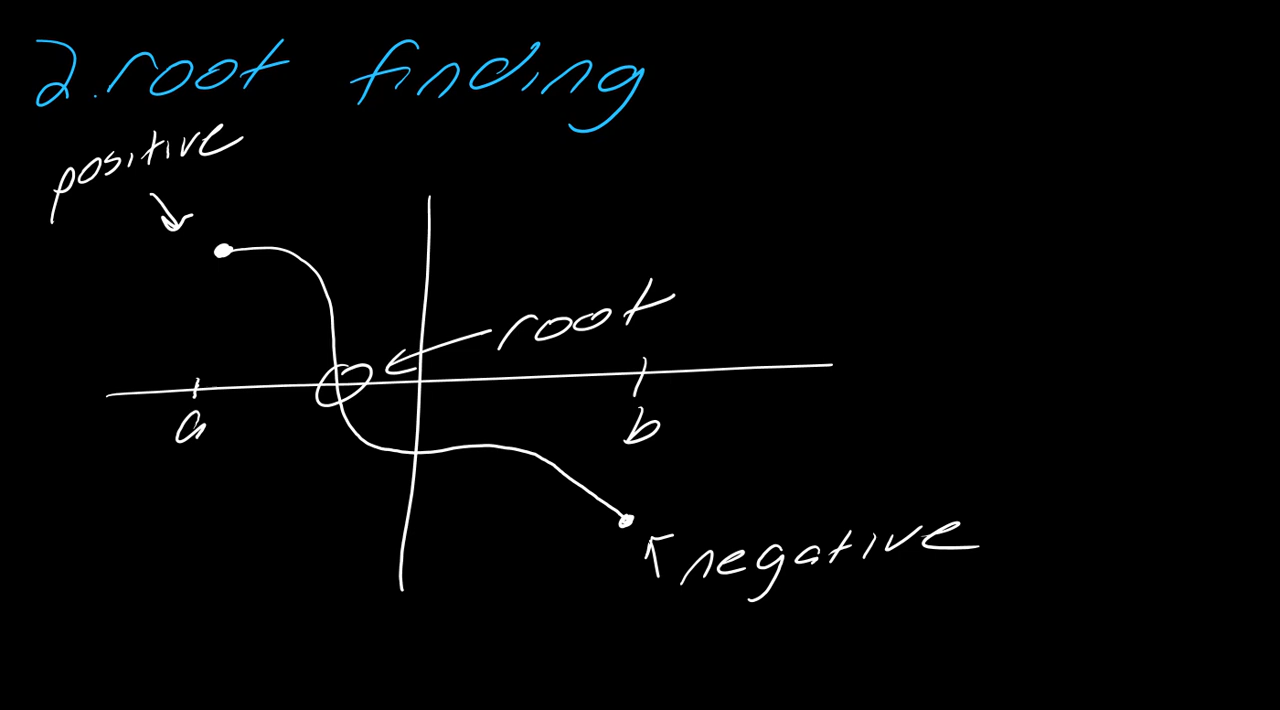 2. root finding
positive
root
a
b
negative